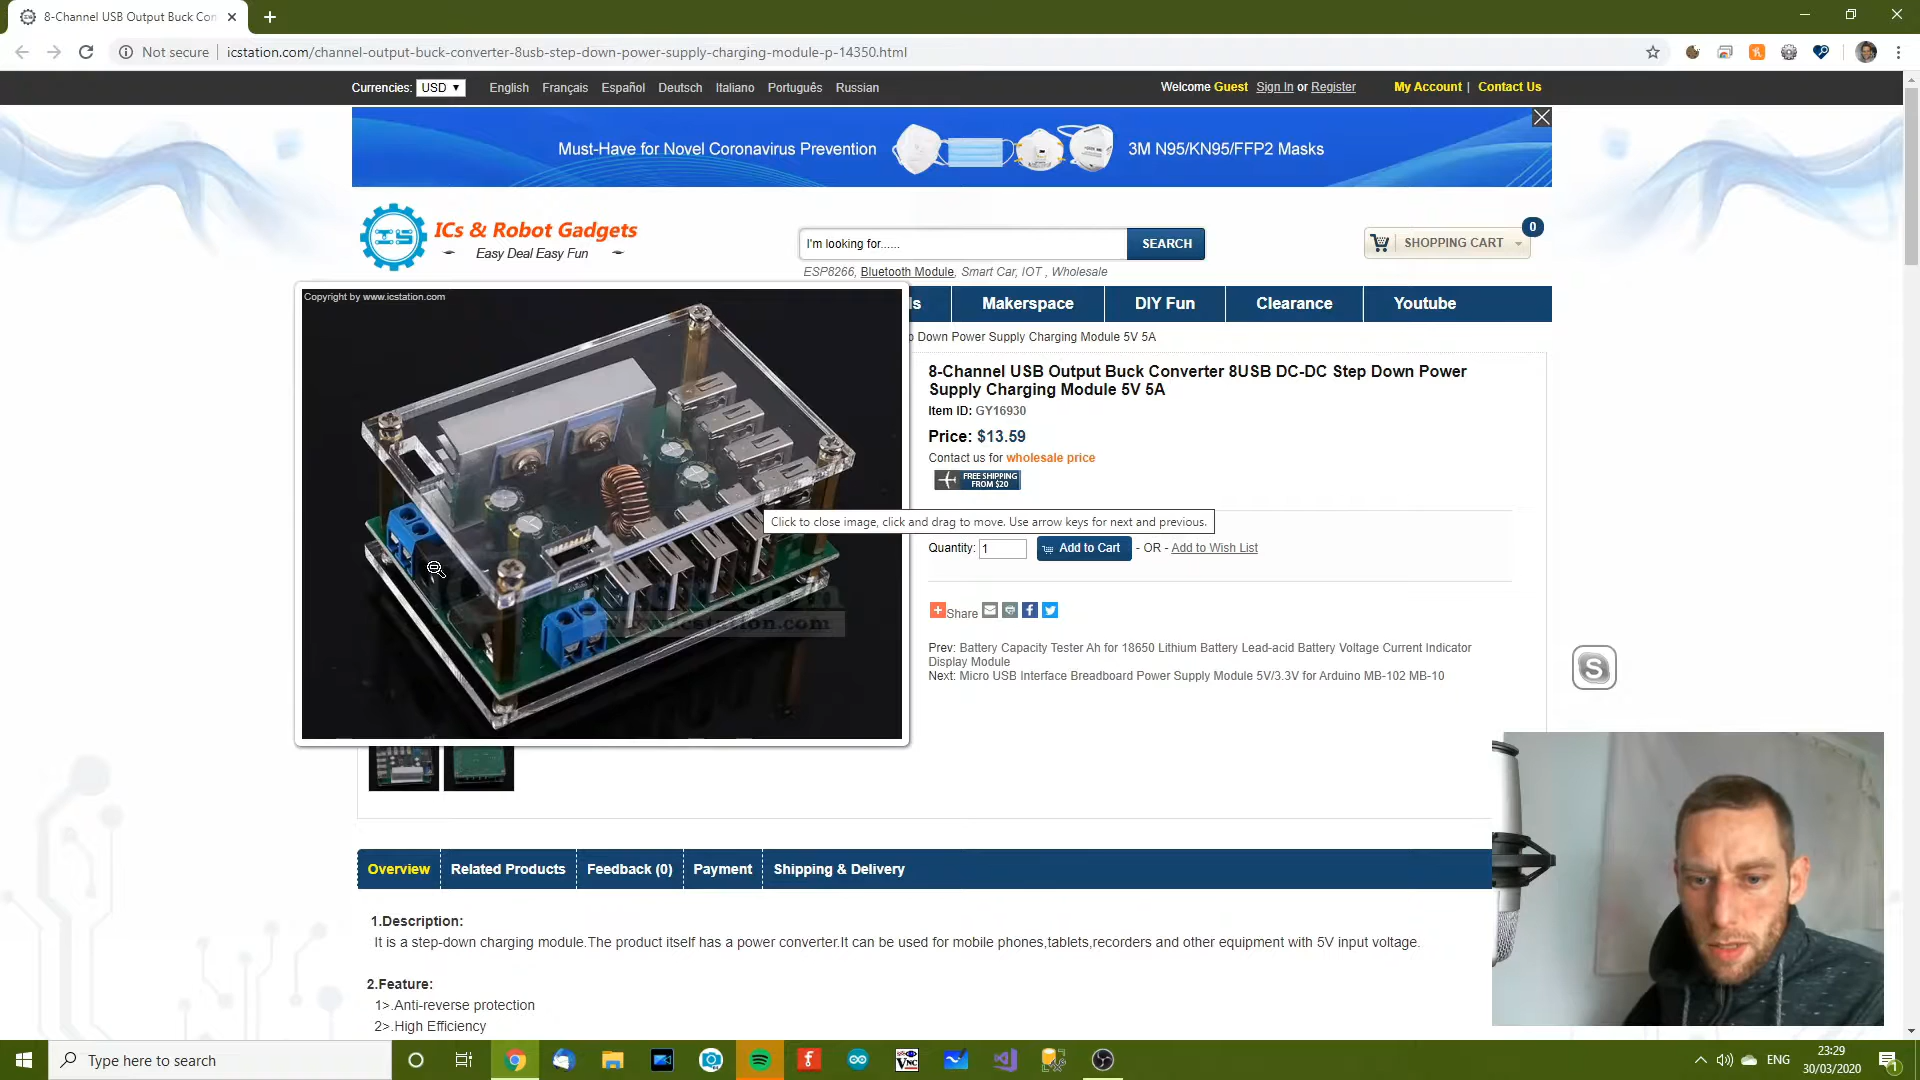 8-Channel USB Output Buck Con
Not secure
icstation.com/channel-output-buck-converter-8usb-step-down-power-supply-charging-module-p-14350.html
Currencies: USD English Français Español Deutsch Italiano Português Russian
Welcome Guest Sign In or Register My Account | Contact Us
Must-Have for Novel Coronavirus Prevention
3M N95/KN95/FFP2 Masks
ICs & Robot Gadgets
Easy Deal Easy Fun
I'm looking for......
SEARCH
SHOPPING CART
0
ESP8266, Bluetooth Module, Smart Car, IOT , Wholesale
Copyright by www.icstation.com
ls
Makerspace
DIY Fun
Clearance
Youtube
p Down Power Supply Charging Module 5V 5A
8-Channel USB Output Buck Converter 8USB DC-DC Step Down Power
Supply Charging Module 5V 5A
Item ID: GY16930
Price: $13.59
Contact us for wholesale price
FREE SHIPPING
FROM $20
Click to close image, click and drag to move. Use arrow keys for next and previous.
Quantity: 1 Add to Cart - OR - Add to Wish List
www.icstation.com
Share
Prev: Battery Capacity Tester Ah for 18650 Lithium Battery Lead-acid Battery Voltage Current Indicator
Display Module
Next: Micro USB Interface Breadboard Power Supply Module 5V/3.3V for Arduino MB-102 MB-10
Overview
Related Products
Feedback (0)
Payment
Shipping & Delivery
1.Description:
It is a step-down charging module.The product itself has a power converter.It can be used for mobile phones,tablets,recorders and other equipment with 5V input voltage.
2.Feature:
1>.Anti-reverse protection
2>.High Efficiency
Type here to search
ENG
23:29
30/03/2020
1